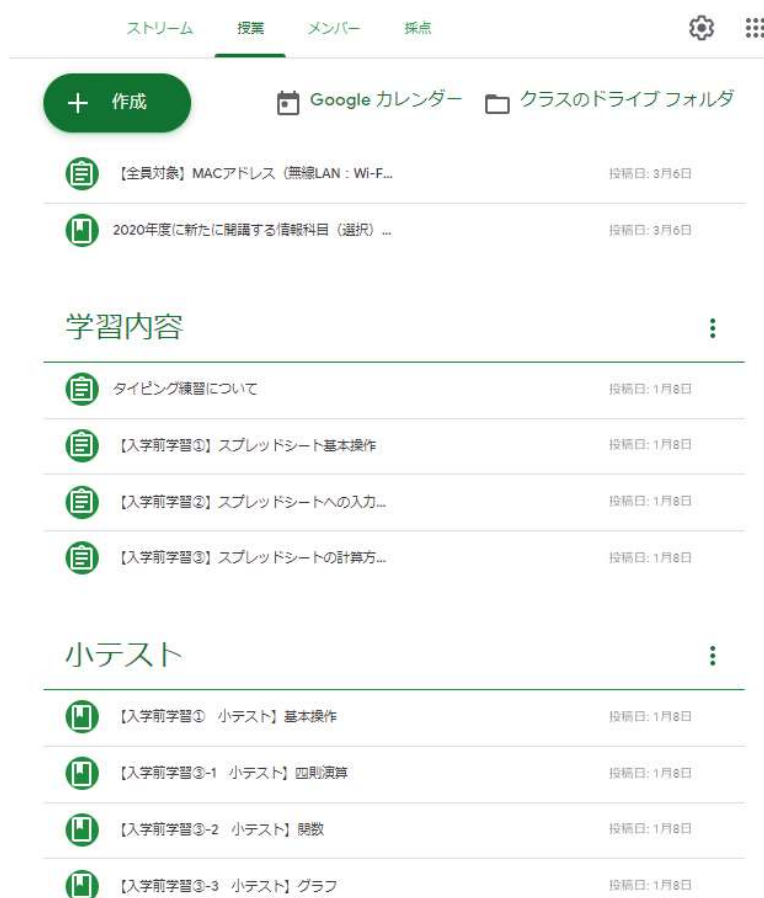 ストリーム 授業 メンバー 採点
作成 Google カレンダー クラスのドライブ フォルダ
【全員対象】MACアドレス（無線LAN：Wi-F... 投稿日: 3月6日
2020年度に新たに開講する情報科目（選択）... 投稿日: 3月6日
学習内容
タイピング練習について 投稿日: 1月8日
【入学前学習①】スプレッドシート基本操作 投稿日: 1月8日
【入学前学習②】スプレッドシートへの入力... 投稿日: 1月8日
【入学前学習③】スプレッドシートの計算方... 投稿日: 1月8日
小テスト
【入学前学習①　小テスト】基本操作 投稿日: 1月8日
【入学前学習③-1　小テスト】四則演算 投稿日: 1月8日
【入学前学習③-2　小テスト】関数 投稿日: 1月8日
【入学前学習③-3　小テスト】グラフ 投稿日: 1月8日